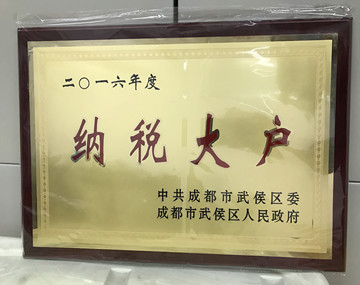 二〇一六年度
纳税大户
中共成都市武侯区委
成都市武侯区人民政府